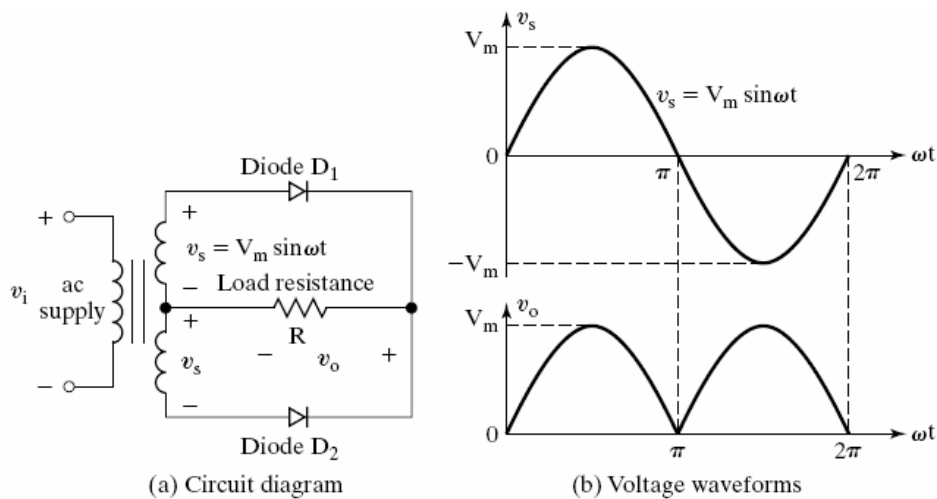 Diode D₁
+
+
vₛ = Vₘ sinωt
−
ac
supply
vᵢ
Load resistance
R
+
vₛ
−
− vₒ +
−
Diode D₂
(a) Circuit diagram
vₛ
Vₘ
vₛ = Vₘ sinωt
0
π
2π
ωt
−Vₘ
vₒ
Vₘ
0
π
2π
ωt
(b) Voltage waveforms